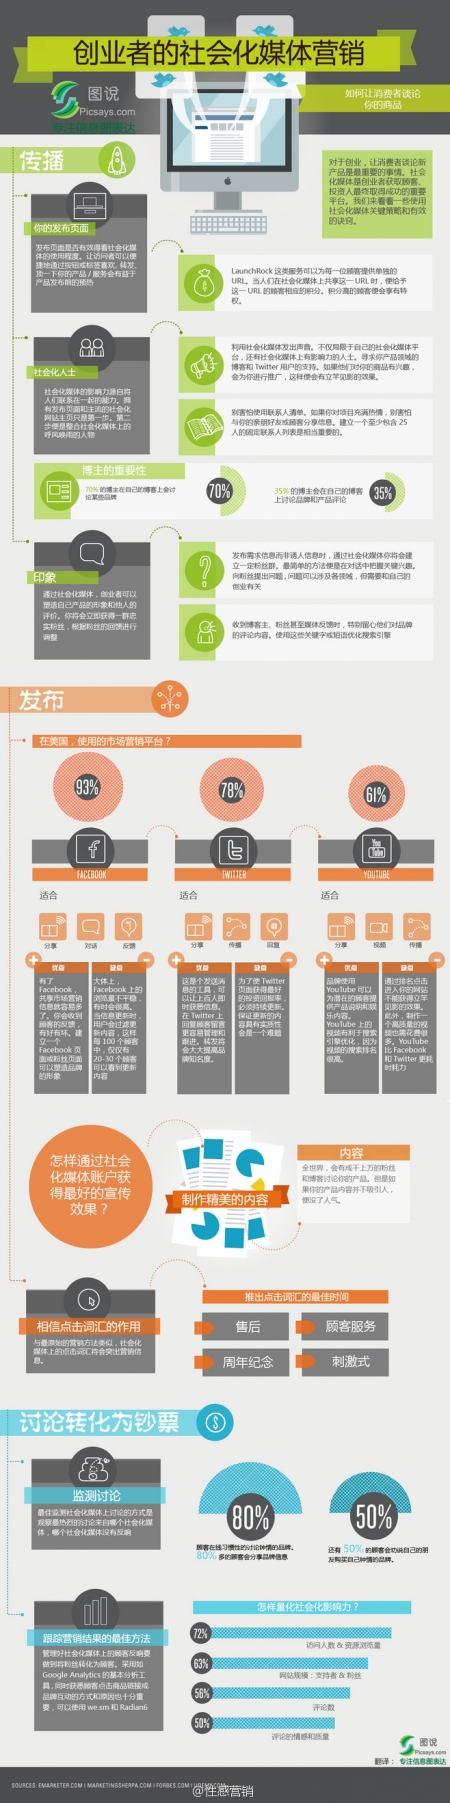 创业者的社会化媒体营销
如何让消费者谈论
你的商品
图说
Picsays.com
专注信息图表达
传播
对于创业，让消费者谈论新
产品是最重要的事情。社会
化媒体是创业者获取顾客、
投资人最终取得成功的重要
平台。我们来看看一些使用
社会化媒体关键策略和有效
的诀窍。
你的发布页面
发布页面是否有效得看社会化媒
体的使用程度。让访问者可以便
捷地通过按钮或标签喜欢, 转发,
顶一下你的产品 / 服务会有益于
产品发布前的预热
LaunchRock 这类服务可以为每一位顾客提供单独的
URL。当人们在社会化媒体上共享这一 URL 时，便给予
这一 URL 的顾客相应的积分。积分高的顾客便会享有特
权。
社会化人士
社会化媒体的影响力源自将
人们联系在一起的能力。拥
有发布页面和主流的社会化
网站主页只是第一步。第二
步便是整合社会化媒体上的
呼风唤雨的人物
利用社会化媒体发出声音。不仅局限于自己的社会化媒体平
台，还有社会化媒体上有影响力的人士。寻求你产品领域的
博客和 Twitter 用户的支持。如果他们对你的商品有兴趣，
会为你进行推广，这样便会有立竿见影的效果。
别害怕使用联系人清单。如果你对项目充满热情，别害怕
与你的亲朋好友或顾客分享信息。建立一个至少包含 25
人的固定联系人列表是相当重要的。
博主的重要性
70% 的博主在自己的博客上会讨
论某些品牌
70%
35% 的博主会在自己的博客
上讨论品牌和产品评论
35%
印象
通过社会化媒体，创业者可以
塑造自己产品的形象和他人的
评价。你将会立即获得一群忠
实粉丝，根据粉丝的回馈进行
调整
发布需求信息而非诱人信息时，通过社会化媒体你将会建
立一定粉丝群。最简单的方法便是在对话中把握关键兴趣。
向粉丝提出问题，问题可以涉及各领域，但需要和自己的
创业有关
收到博客主、粉丝甚至媒体反馈时，特别留心他们对品牌
的评论内容。使用这些关键字或短语优化搜索引擎
发布
在美国，使用的市场营销平台？
93%
78%
61%
FACEBOOK
TWITTER
YOUTUBE
适合
适合
适合
分享 对话 反馈
分享 传播 回复
分享 视频 传播
优点 缺点
优点 缺点
优点 缺点
有了
Facebook，
共享市场营销
信息就容易多
了。你会收到
顾客的反馈，
有好有坏。建
立一个
Facebook 页
面或粉丝页面
可以塑造品牌
的形象
大体上，
Facebook 上的
浏览量不平稳，
有时会很高。
当信息更新时，
用户会过滤更
新内容，这样
每 100 个顾客
中，仅仅有
20-30 个顾客
可以看到更新
内容
这是个发送消
息的工具，可
以让上百人即
时获悉信息。
在 Twitter 上
回复顾客留言
更容易管理和
跟进。转发将
会大大提高品
牌知名度。
为了使 Twitter
页面获得最好
的投资回报率，
必须持续更新。
保证更新的内
容具有实质性
会是一个难题
品牌使用
YouTube 可以
为潜在的顾客提
供产品说明和娱
乐内容。
YouTube 上的
视频有利于搜索
引擎优化，因为
视频的搜索排名
很高。
通过排名点击
进入你的网站
不能获得立竿
见影的效果。
此外，制作一
个高质量的视
频也需花费很
多。YouTube
比 Facebook
和 Twitter 更耗
时耗力
怎样通过社会
化媒体账户获
得最好的宣传
效果？
制作精美的内容
内容
全世界，会有成千上万的粉丝
和博客讨论你的产品。但是如
果你的产品内容并不吸引人，
便没了人气。
相信点击词汇的作用
与最原始的营销方法类似，社会化
媒体上的点击词汇将会突出营销信
息。
推出点击词汇的最佳时间
售后
顾客服务
周年纪念
刺激式
讨论转化为钞票
监测讨论
最佳监测社会化媒体上讨论的方式是
观察最热烈的讨论来自哪个社会化媒
体，哪个社会化媒体没有反响
80%
顾客在线习惯性的讨论钟情的品牌。
80% 多的顾客会分享品牌信息
50%
还有 50% 的顾客会劝说自己的朋
友购买自己钟情的品牌。
跟踪营销结果的最佳方法
管理好社会化媒体上的顾客反响要
做到将粉丝转化为顾客。采用如
Google Analytics 的基本分析工
具，同时获悉顾客点击商品链接或
品牌互动的方式和原因也十分重
要，可以使用 we.sm 和 Radian6
怎样量化社会化影响力？
72%
访问人数 & 资源浏览量
63%
网站规模：支持者 & 粉丝
56%
评论数
50%
评论的情感和质量
图说
Picsays.com
翻译：专注信息图表达
SOURCES: EMARKETER.COM | MARKETINGSHERPA.COM | FORBES.COM |
@性感营销